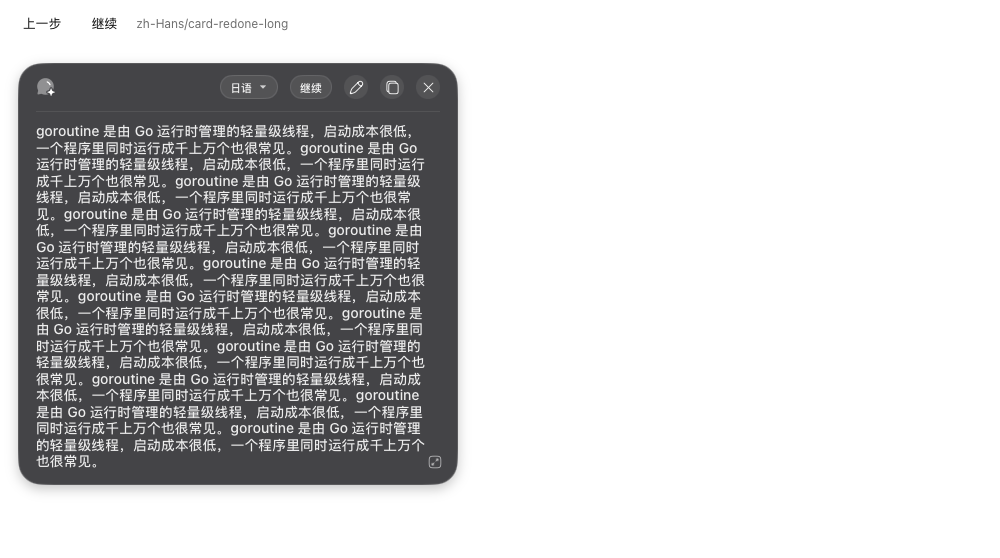 上一步 继续 zh-Hans/card-redone-long
日语 继续
goroutine 是由 Go 运行时管理的轻量级线程，启动成本很低，
一个程序里同时运行成千上万个也很常见。goroutine 是由 Go
运行时管理的轻量级线程，启动成本很低，一个程序里同时运行
成千上万个也很常见。goroutine 是由 Go 运行时管理的轻量级
线程，启动成本很低，一个程序里同时运行成千上万个也很常
见。goroutine 是由 Go 运行时管理的轻量级线程，启动成本很
低，一个程序里同时运行成千上万个也很常见。goroutine 是由
Go 运行时管理的轻量级线程，启动成本很低，一个程序里同时
运行成千上万个也很常见。goroutine 是由 Go 运行时管理的轻
量级线程，启动成本很低，一个程序里同时运行成千上万个也很
常见。goroutine 是由 Go 运行时管理的轻量级线程，启动成本
很低，一个程序里同时运行成千上万个也很常见。goroutine 是
由 Go 运行时管理的轻量级线程，启动成本很低，一个程序里同
时运行成千上万个也很常见。goroutine 是由 Go 运行时管理的
轻量级线程，启动成本很低，一个程序里同时运行成千上万个也
很常见。goroutine 是由 Go 运行时管理的轻量级线程，启动成
本很低，一个程序里同时运行成千上万个也很常见。goroutine
是由 Go 运行时管理的轻量级线程，启动成本很低，一个程序里
同时运行成千上万个也很常见。goroutine 是由 Go 运行时管理
的轻量级线程，启动成本很低，一个程序里同时运行成千上万个
也很常见。